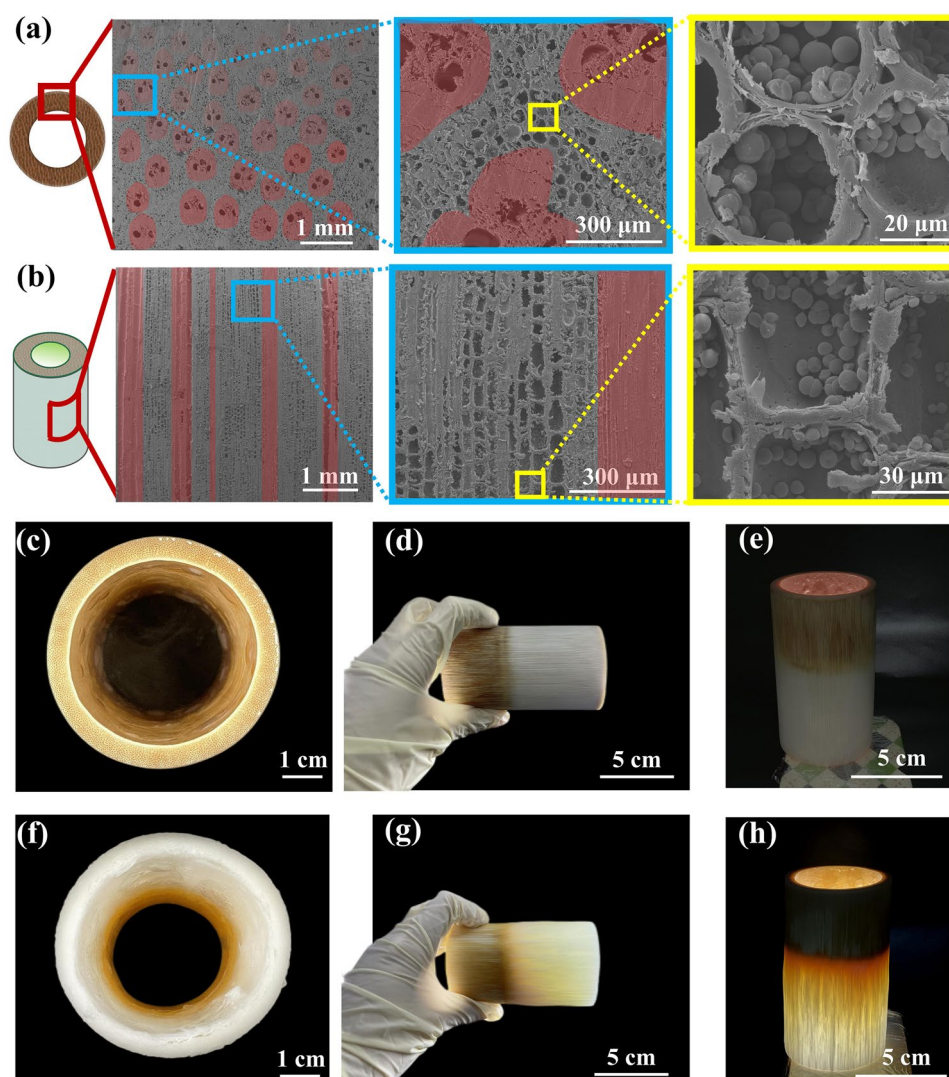 (a)
1 mm
300 µm
20 µm
(b)
1 mm
300 µm
30 µm
(c)
1 cm
(d)
5 cm
(e)
5 cm
(f)
1 cm
(g)
5 cm
(h)
5 cm